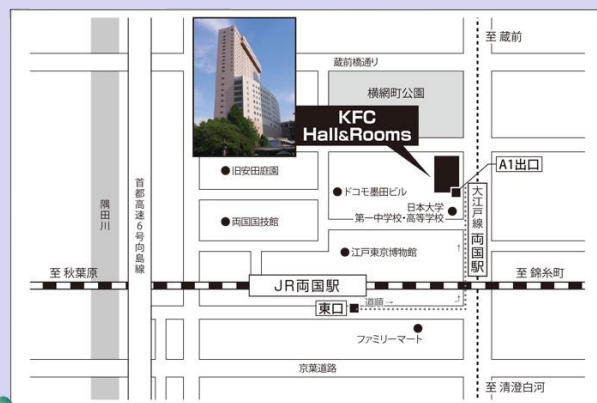 至 蔵前
蔵前橋通り
横網町公園
KFC
Hall&Rooms
A1出口
旧安田庭園
ドコモ墨田ビル
日本大学
第一中学校・高等学校
大江戸線 両国駅
首都高速6号向島線
隅田川
両国国技館
江戸東京博物館
至 秋葉原
JR両国駅
至 錦糸町
東口
道順→
↑
↑
ファミリーマート
京葉道路
至 清澄白河